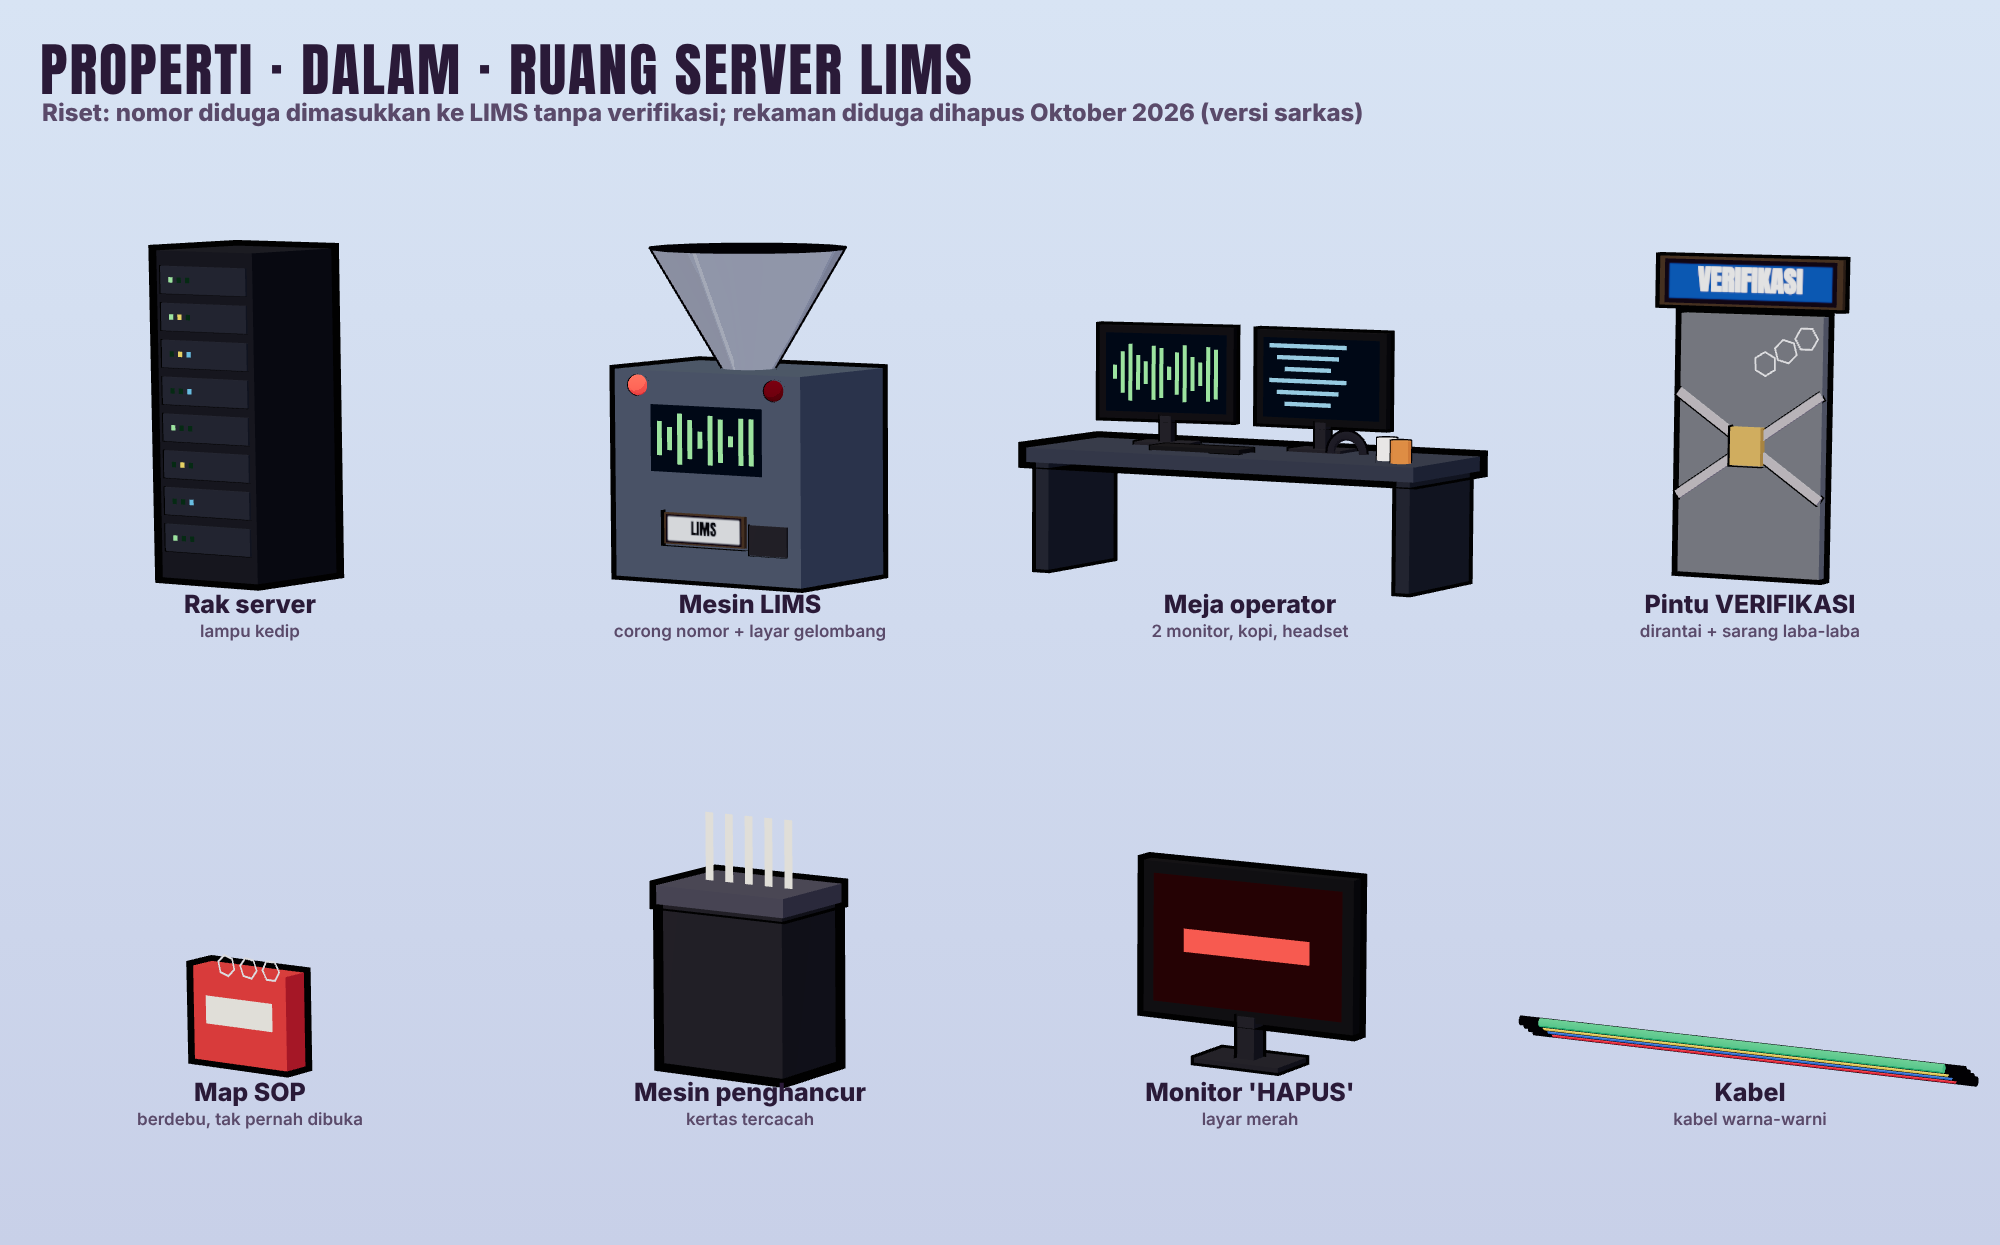 PROPERTI · DALAM · RUANG SERVER LIMS
Riset: nomor diduga dimasukkan ke LIMS tanpa verifikasi; rekaman diduga dihapus Oktober 2026 (versi sarkas)
VERIFIKASI
LIMS
Rak server
lampu kedip
Mesin LIMS
corong nomor + layar gelombang
Meja operator
2 monitor, kopi, headset
Pintu VERIFIKASI
dirantai + sarang laba-laba
Map SOP
berdebu, tak pernah dibuka
Mesin penghancur
kertas tercacah
Monitor 'HAPUS'
layar merah
Kabel
kabel warna-warni